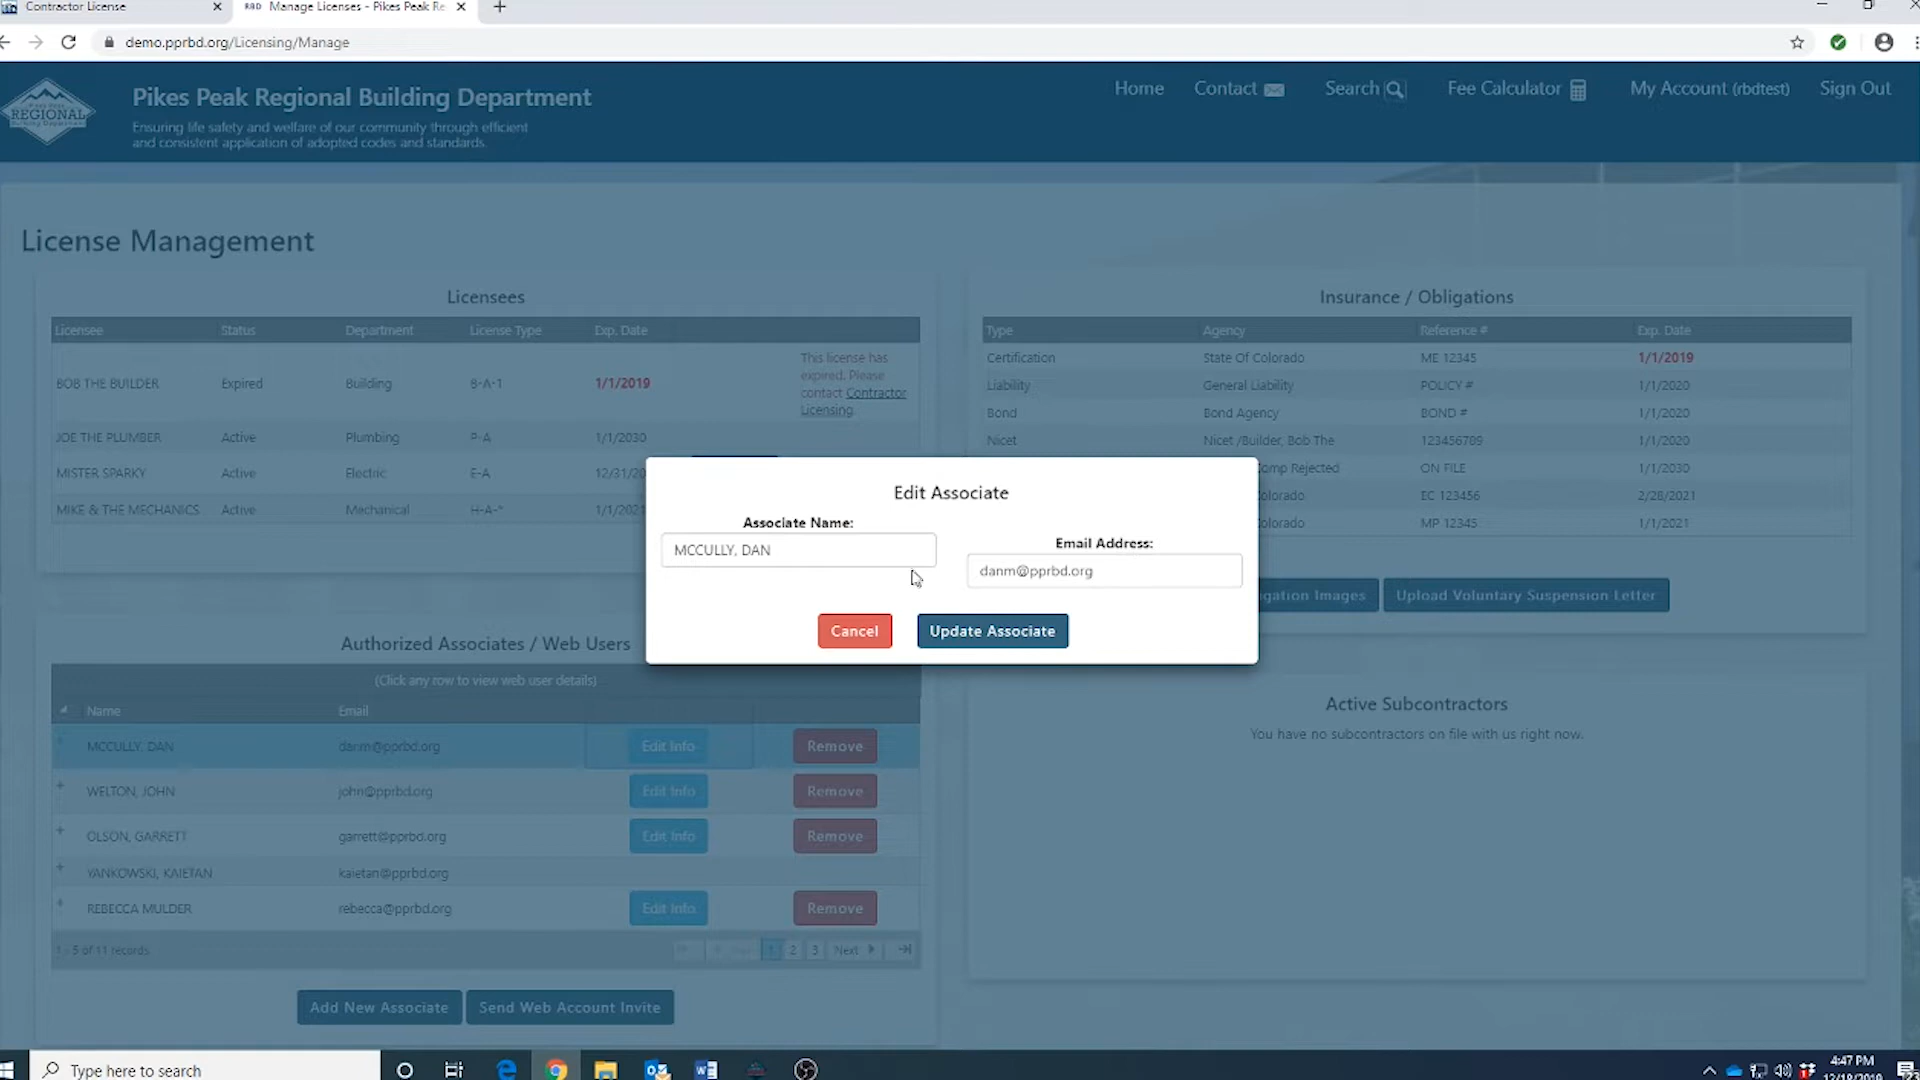 Contractor License
RBD Manage Licenses - Pikes Peak Re
demo.pprbd.org/Licensing/Manage
REGIONAL
Pikes Peak Regional Building Department
Ensuring life safety and welfare of our community through efficient
and consistent application of adopted codes and standards.
Home Contact Search Fee Calculator My Account (rbdtest) Sign Out
License Management
Licensees
Licensee Status Department License Type Exp. Date
BOB THE BUILDER Expired Building B-A-1 1/1/2019
This license has
expired. Please
contact Contractor
Licensing.
JOE THE PLUMBER Active Plumbing P-A 1/1/2030
MISTER SPARKY Active Electric E-A 12/31/20
MIKE & THE MECHANICS Active Mechanical H-A-* 1/1/2021
Insurance / Obligations
Type Agency Reference # Exp. Date
Certification State Of Colorado ME 12345 1/1/2019
Liability General Liability POLICY # 1/1/2020
Bond Bond Agency BOND # 1/1/2020
Nicet Nicet /Builder, Bob The 123456789 1/1/2020
omp Rejected ON FILE 1/1/2030
olorado EC 123456 2/28/2021
olorado MP 12345 1/1/2021
gation Images Upload Voluntary Suspension Letter
Edit Associate
Associate Name:
MCCULLY, DAN
Email Address:
danm@pprbd.org
Cancel Update Associate
Authorized Associates / Web Users
(Click any row to view web user details)
Name Email
MCCULLY, DAN danm@pprbd.org Edit Info Remove
WELTON, JOHN john@pprbd.org Edit Info Remove
OLSON, GARRETT garrett@pprbd.org Edit Info Remove
YANKOWSKI, KAIETAN kaietan@pprbd.org
REBECCA MULDER rebecca@pprbd.org Edit Info Remove
1 - 5 of 11 records 1 2 3 Next
Add New Associate Send Web Account Invite
Active Subcontractors
You have no subcontractors on file with us right now.
Type here to search
4:47 PM
12/18/2019